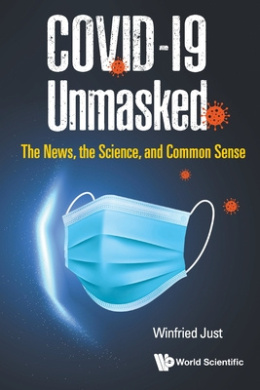 COVID-19
Unmasked
The News, the Science, and Common Sense
Winfried Just
World Scientific